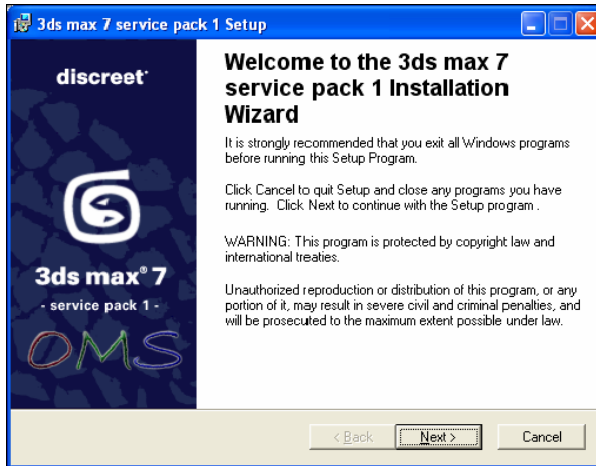 3ds max 7 service pack 1 Setup
discreet
3ds max® 7
- service pack 1 -
OMS
Welcome to the 3ds max 7
service pack 1 Installation
Wizard
It is strongly recommended that you exit all Windows programs
before running this Setup Program.
Click Cancel to quit Setup and close any programs you have
running. Click Next to continue with the Setup program .
WARNING: This program is protected by copyright law and
international treaties.
Unauthorized reproduction or distribution of this program, or any
portion of it, may result in severe civil and criminal penalties, and
will be prosecuted to the maximum extent possible under law.
< Back
Next >
Cancel